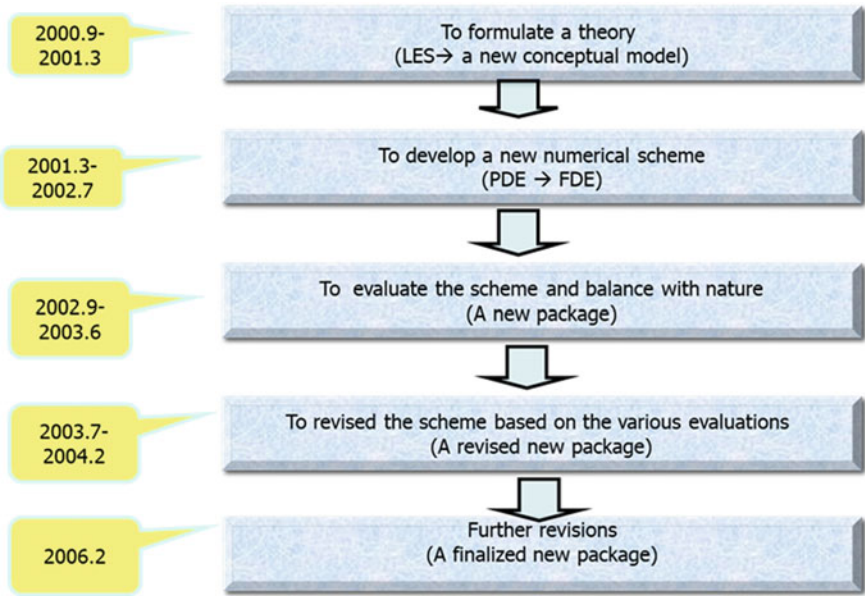 2000.9-
2001.3
To formulate a theory
(LES→ a new conceptual model)
2001.3-
2002.7
To develop a new numerical scheme
(PDE → FDE)
2002.9-
2003.6
To evaluate the scheme and balance with nature
(A new package)
2003.7-
2004.2
To revised the scheme based on the various evaluations
(A revised new package)
2006.2
Further revisions
(A finalized new package)